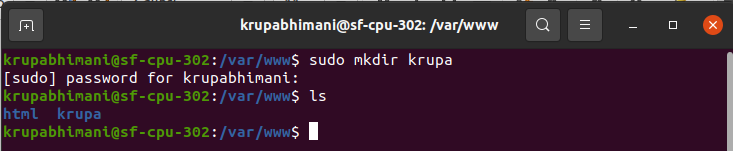 krupabhimani@sf-cpu-302: /var/www
krupabhimani@sf-cpu-302:/var/www$ sudo mkdir krupa
[sudo] password for krupabhimani:
krupabhimani@sf-cpu-302:/var/www$ ls
html  krupa
krupabhimani@sf-cpu-302:/var/www$